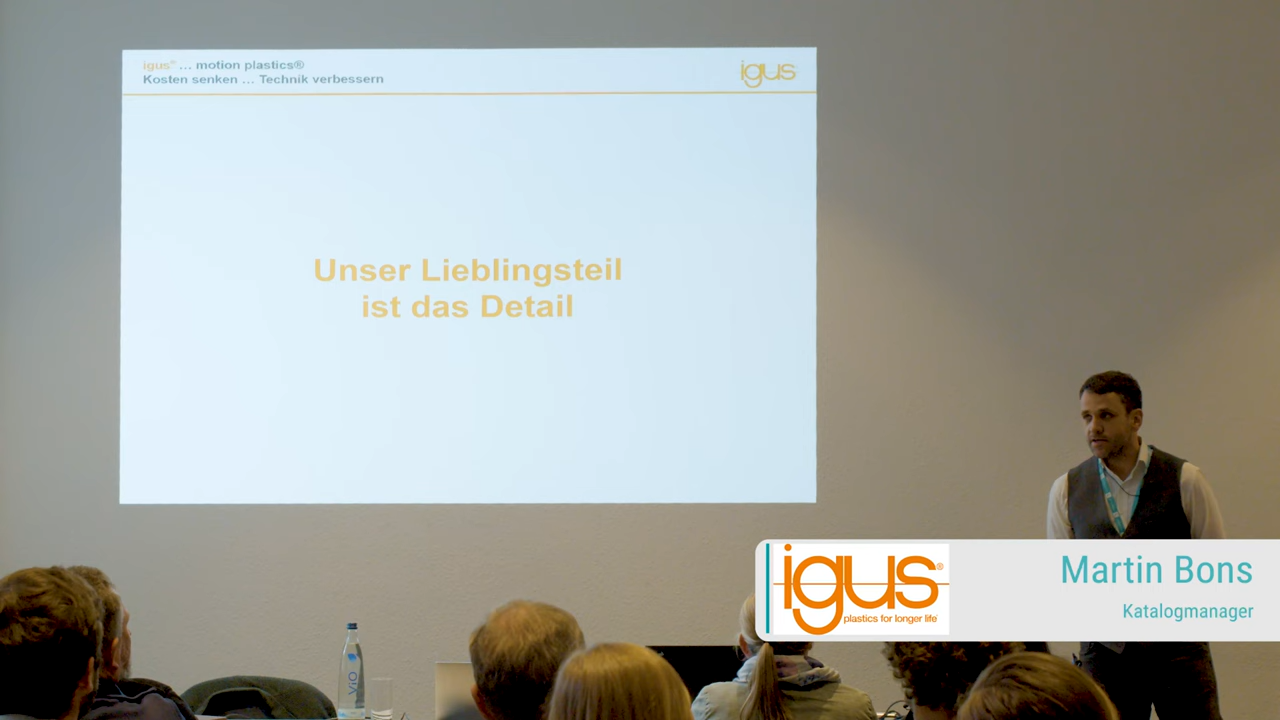 igus® ... motion plastics®
Kosten senken ... Technik verbessern
igus
Unser Lieblingsteil
ist das Detail
igus®
plastics for longer life®
Martin Bons
Katalogmanager
ViO